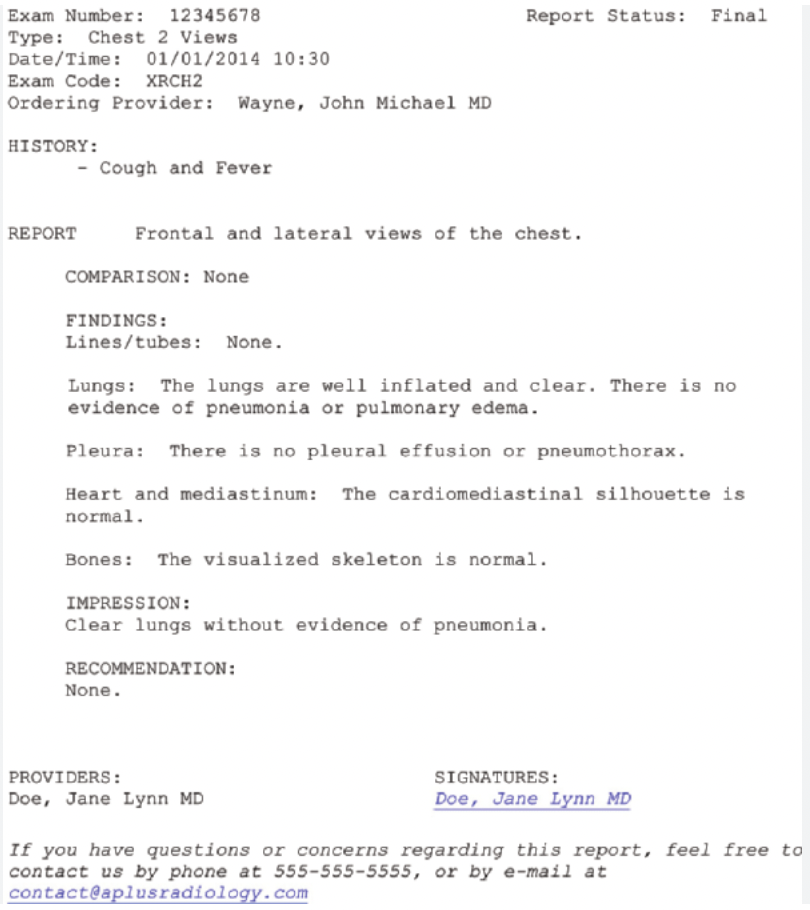 Exam Number: 12345678 Report Status: Final
Type: Chest 2 Views
Date/Time: 01/01/2014 10:30
Exam Code: XRCH2
Ordering Provider: Wayne, John Michael MD
HISTORY:
- Cough and Fever
REPORT Frontal and lateral views of the chest.
COMPARISON: None
FINDINGS:
Lines/tubes: None.
Lungs: The lungs are well inflated and clear. There is no
evidence of pneumonia or pulmonary edema.
Pleura: There is no pleural effusion or pneumothorax.
Heart and mediastinum: The cardiomediastinal silhouette is
normal.
Bones: The visualized skeleton is normal.
IMPRESSION:
Clear lungs without evidence of pneumonia.
RECOMMENDATION:
None.
PROVIDERS: SIGNATURES:
Doe, Jane Lynn MD Doe, Jane Lynn MD
If you have questions or concerns regarding this report, feel free to
contact us by phone at 555-555-5555, or by e-mail at
contact@aplusradiology.com